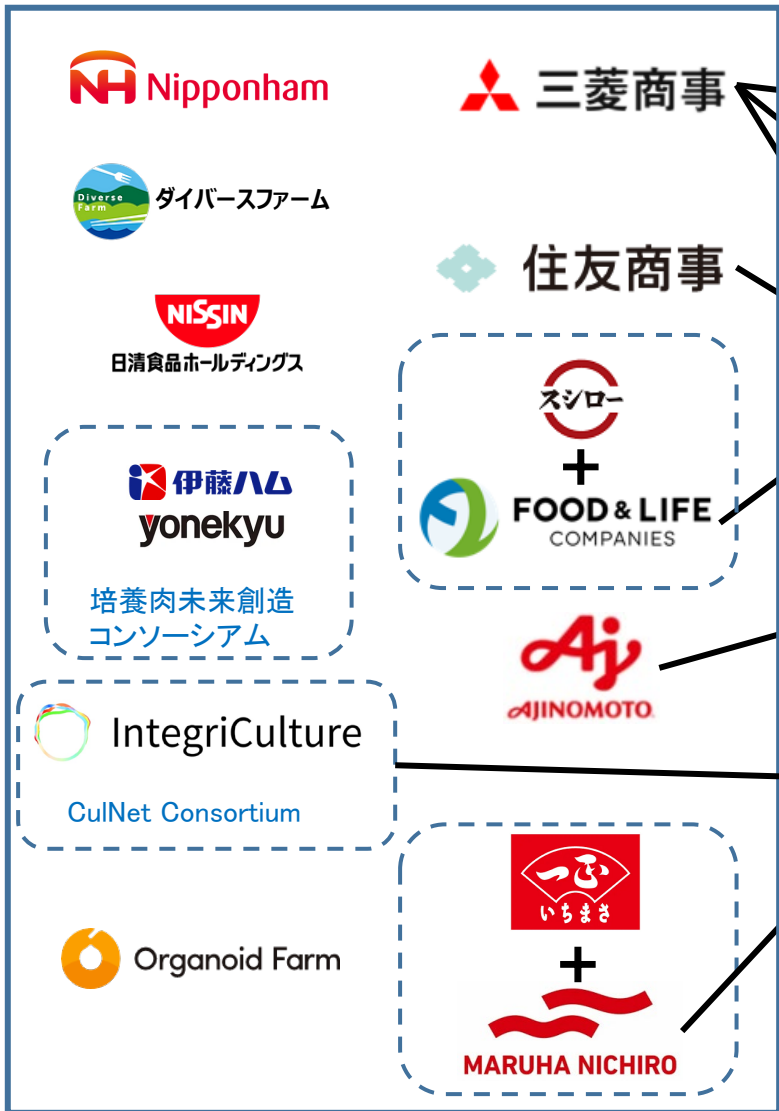 NH Nipponham
Diverse
Farm
ダイバースファーム
NISSIN
日清食品ホールディングス
伊藤ハム
yonekyu
培養肉未来創造
コンソーシアム
IntegriCulture
CulNet Consortium
Organoid Farm
三菱商事
住友商事
スシロー
+
FOOD & LIFE
COMPANIES
Aj
AJINOMOTO
一正
いちまさ
+
MARUHA NICHIRO